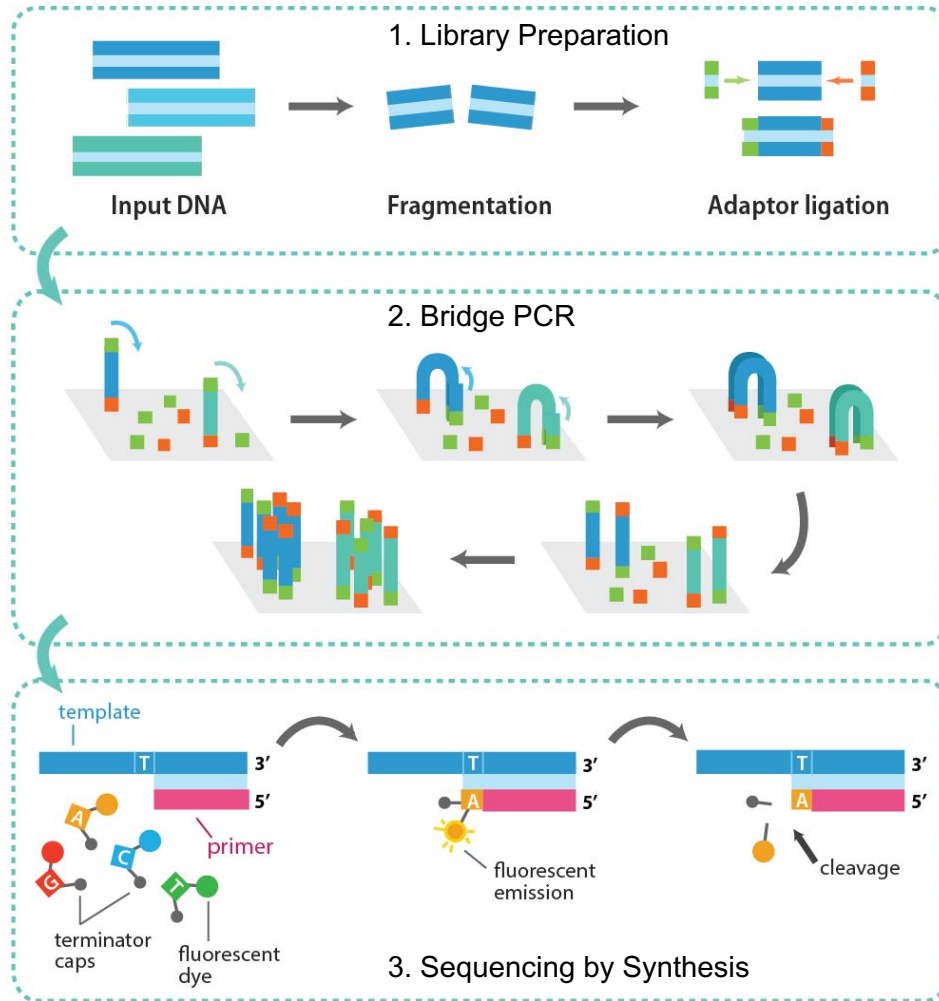 1. Library Preparation
Input DNA
Fragmentation
Adaptor ligation
2. Bridge PCR
template
T
3′
5′
primer
A
G
C
T
terminator
caps
fluorescent
dye
T
3′
A
5′
fluorescent
emission
T
3′
A
5′
cleavage
3. Sequencing by Synthesis